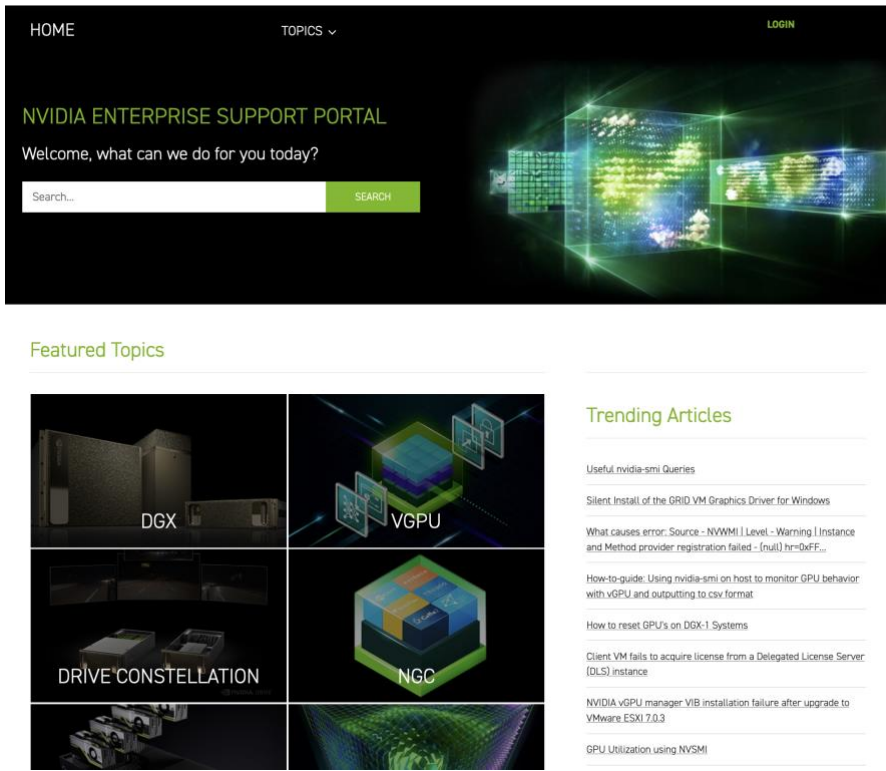 HOME
TOPICS
LOGIN
NVIDIA ENTERPRISE SUPPORT PORTAL
Welcome, what can we do for you today?
Search...
SEARCH
Featured Topics
DGX
VGPU
DRIVE CONSTELLATION
NGC
Trending Articles
Useful nvidia-smi Queries
Silent Install of the GRID VM Graphics Driver for Windows
What causes error: Source - NVWMI | Level - Warning | Instance
and Method provider registration failed - (null) hr=0xFF...
How-to-guide: Using nvidia-smi on host to monitor GPU behavior
with vGPU and outputting to csv format
How to reset GPU's on DGX-1 Systems
Client VM fails to acquire license from a Delegated License Server
(DLS) instance
NVIDIA vGPU manager VIB installation failure after upgrade to
VMware ESXI 7.0.3
GPU Utilization using NVSMI